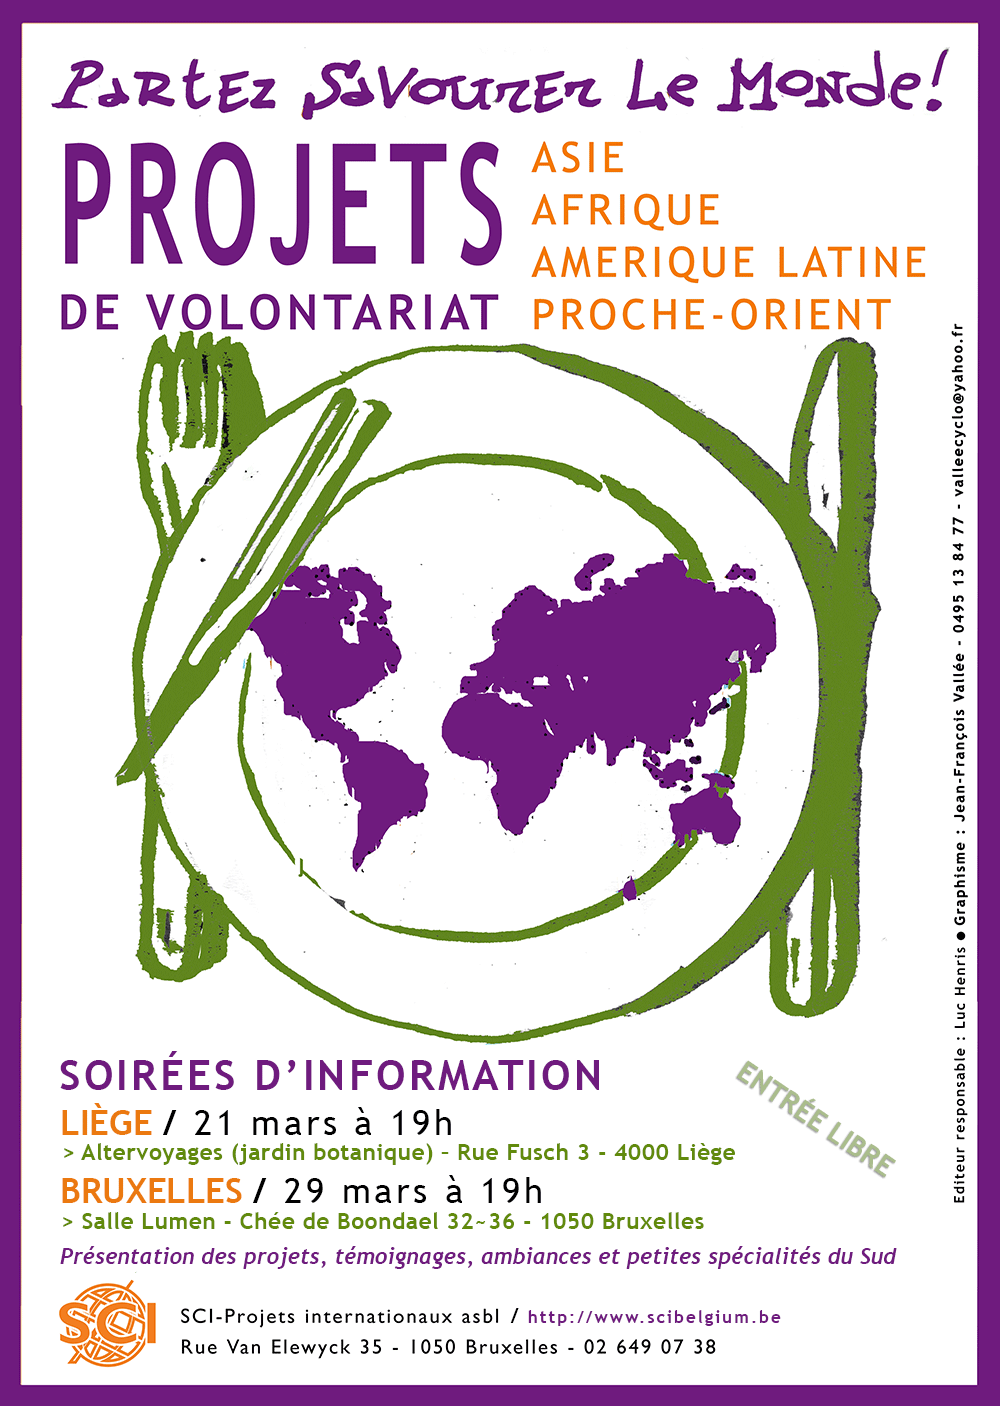 Partez Savourer Le Monde!
PROJETS
DE VOLONTARIAT
ASIE
AFRIQUE
AMERIQUE LATINE
PROCHE-ORIENT
SOIRÉES D’INFORMATION
LIÈGE / 21 mars à 19h
> Altervoyages (jardin botanique) – Rue Fusch 3 - 4000 Liège
BRUXELLES / 29 mars à 19h
> Salle Lumen - Chée de Boondael 32~36 - 1050 Bruxelles
Présentation des projets, témoignages, ambiances et petites spécialités du Sud
ENTRÉE LIBRE
SCI
SCI-Projets internationaux asbl / http://www.scibelgium.be
Rue Van Elewyck 35 - 1050 Bruxelles - 02 649 07 38
Editeur responsable : Luc Henris ● Graphisme : Jean-François Vallée - 0495 13 84 77 - valleecyclo@yahoo.fr